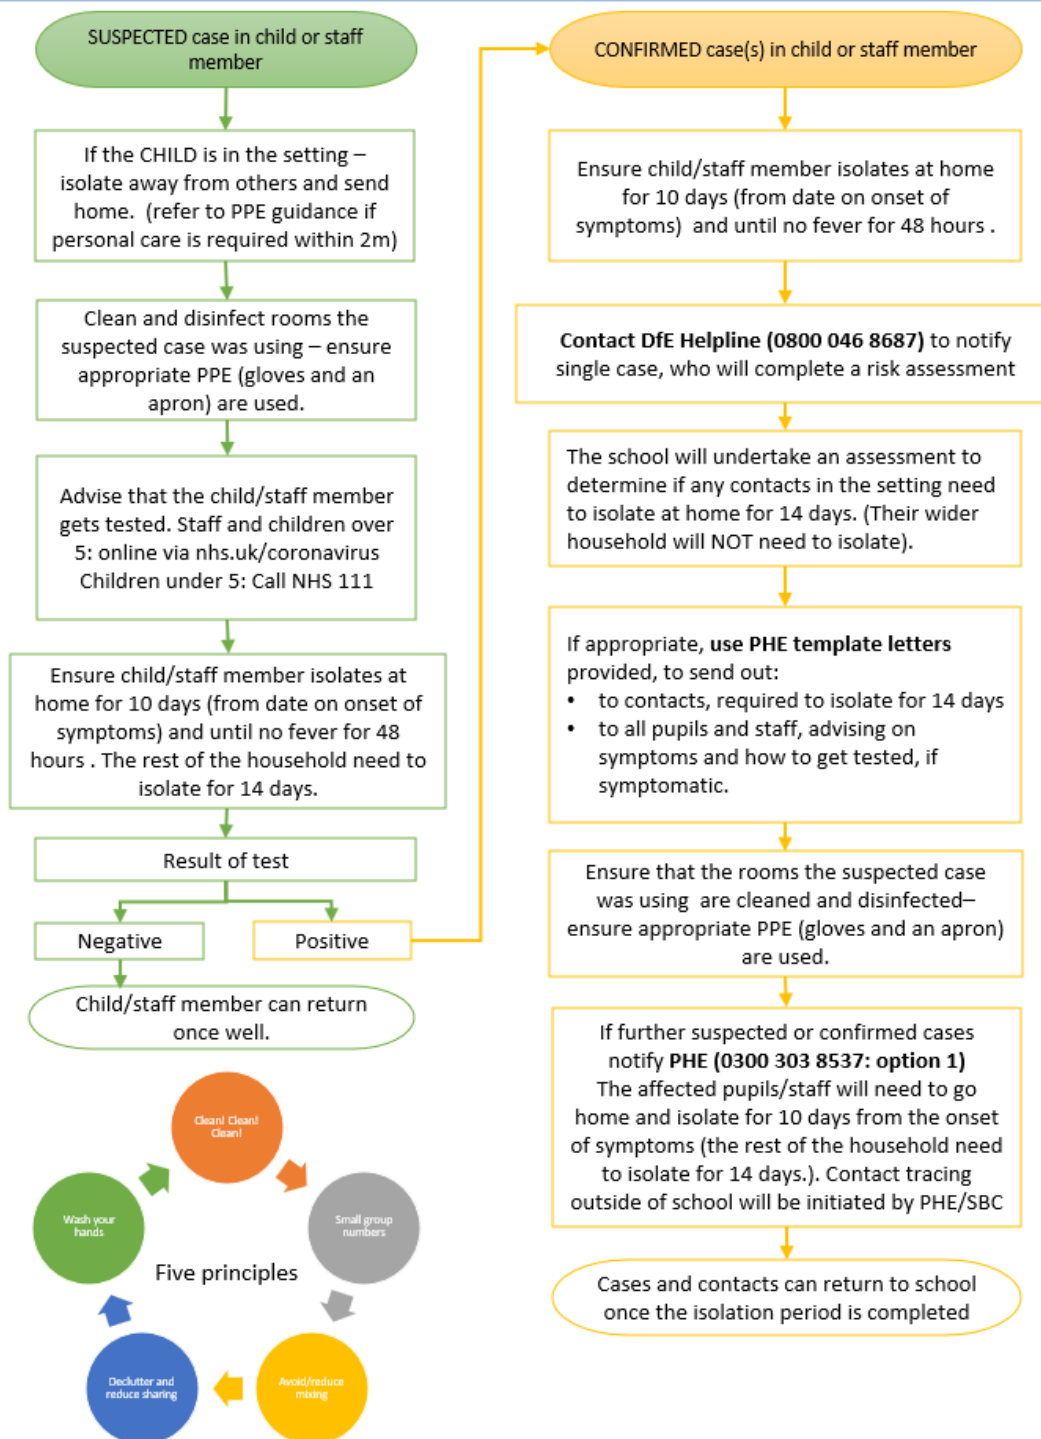 SUSPECTED case in child or staff
member
If the CHILD is in the setting –
isolate away from others and send
home.  (refer to PPE guidance if
personal care is required within 2m)
Clean and disinfect rooms the
suspected case was using – ensure
appropriate PPE (gloves and an
apron) are used.
Advise that the child/staff member
gets tested. Staff and children over
5: online via nhs.uk/coronavirus
Children under 5: Call NHS 111
Ensure child/staff member isolates at
home for 10 days (from date on onset of
symptoms) and until no fever for 48
hours . The rest of the household need to
isolate for 14 days.
Result of test
Negative
Positive
Child/staff member can return
once well.
CONFIRMED case(s) in child or staff member
Ensure child/staff member isolates at home
for 10 days (from date on onset of
symptoms)  and until no fever for 48 hours .
Contact DfE Helpline (0800 046 8687) to notify
single case, who will complete a risk assessment
The school will undertake an assessment to
determine if any contacts in the setting need
to isolate at home for 14 days. (Their wider
household will NOT need to isolate).
If appropriate, use PHE template letters
provided, to send out:
• to contacts, required to isolate for 14 days
• to all pupils and staff, advising on
symptoms and how to get tested, if
symptomatic.
Ensure that the rooms the suspected case
was using  are cleaned and disinfected–
ensure appropriate PPE (gloves and an apron)
are used.
If further suspected or confirmed cases
notify PHE (0300 303 8537: option 1)
The affected pupils/staff will need to go
home and isolate for 10 days from the onset
of symptoms (the rest of the household need
to isolate for 14 days.). Contact tracing
outside of school will be initiated by PHE/SBC
Cases and contacts can return to school
once the isolation period is completed
Five principles
Clean! Clean!
Clean!
Small group
numbers
Avoid/reduce
mixing
Declutter and
reduce sharing
Wash your
hands